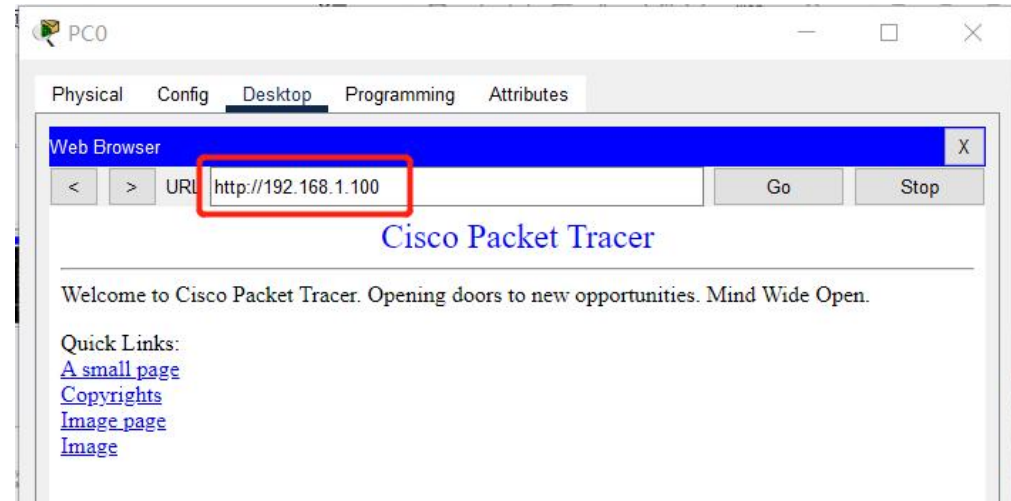 PC0
Physical Config Desktop Programming Attributes
Web Browser X
< > URL http://192.168.1.100 Go Stop
Cisco Packet Tracer
Welcome to Cisco Packet Tracer. Opening doors to new opportunities. Mind Wide Open.
Quick Links:
A small page
Copyrights
Image page
Image